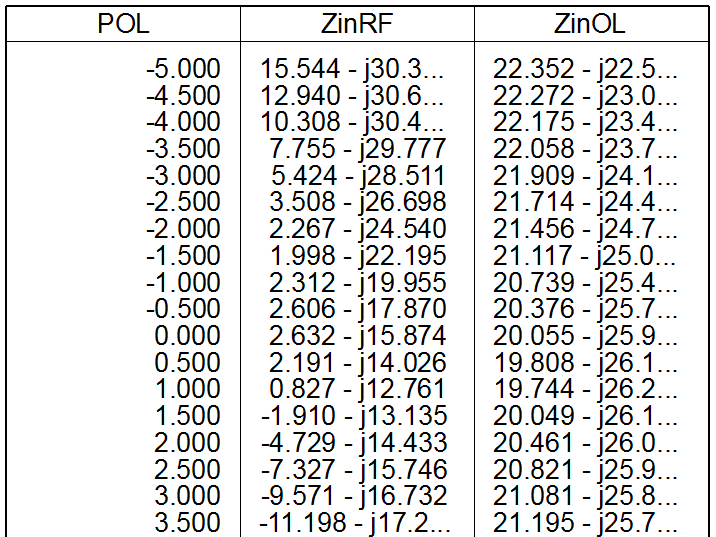 POL ZinRF ZinOL
-5.000 15.544 - j30.3... 22.352 - j22.5...
-4.500 12.940 - j30.6... 22.272 - j23.0...
-4.000 10.308 - j30.4... 22.175 - j23.4...
-3.500 7.755 - j29.777 22.058 - j23.7...
-3.000 5.424 - j28.511 21.909 - j24.1...
-2.500 3.508 - j26.698 21.714 - j24.4...
-2.000 2.267 - j24.540 21.456 - j24.7...
-1.500 1.998 - j22.195 21.117 - j25.0...
-1.000 2.312 - j19.955 20.739 - j25.4...
-0.500 2.606 - j17.870 20.376 - j25.7...
0.000 2.632 - j15.874 20.055 - j25.9...
0.500 2.191 - j14.026 19.808 - j26.1...
1.000 0.827 - j12.761 19.744 - j26.2...
1.500 -1.910 - j13.135 20.049 - j26.1...
2.000 -4.729 - j14.433 20.461 - j26.0...
2.500 -7.327 - j15.746 20.821 - j25.9...
3.000 -9.571 - j16.732 21.081 - j25.8...
3.500 -11.198 - j17.2... 21.195 - j25.7...